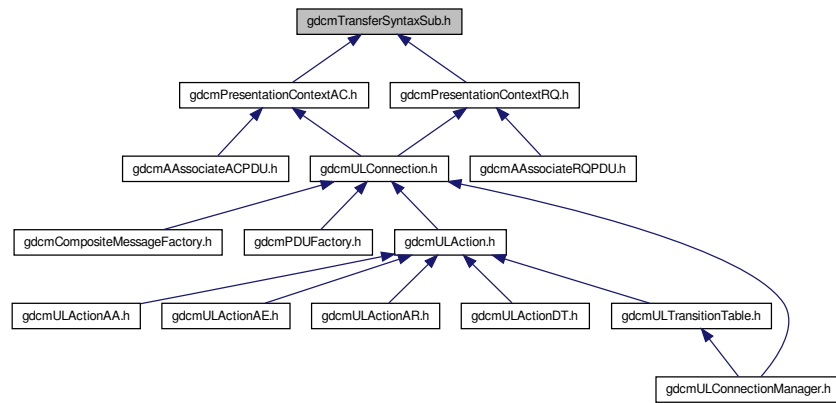 gdcmTransferSyntaxSub.h
gdcmPresentationContextAC.h
gdcmPresentationContextRQ.h
gdcmAAssociateACPDU.h
gdcmULConnection.h
gdcmAAssociateRQPDU.h
gdcmCompositeMessageFactory.h
gdcmPDUFactory.h
gdcmULAction.h
gdcmULActionAA.h
gdcmULActionAE.h
gdcmULActionAR.h
gdcmULActionDT.h
gdcmULTransitionTable.h
gdcmULConnectionManager.h